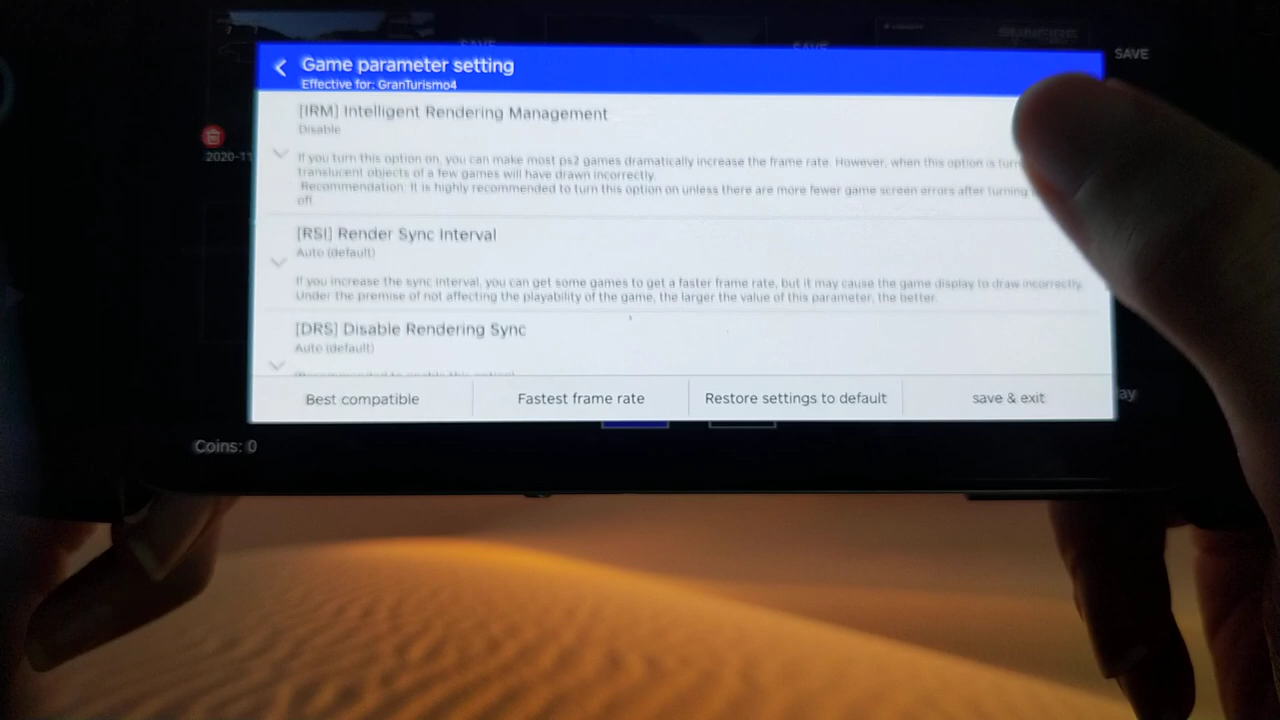 SAVE
SAVE
SAVE
Game parameter setting
Effective for: GranTurismo4
[IRM] Intelligent Rendering Management
Disable
If you turn this option on, you can make most ps2 games dramatically increase the frame rate. However, when this option is turn
translucent objects of a few games will have drawn incorrectly.
Recommendation: It is highly recommended to turn this option on unless there are more fewer game screen errors after turning
off.
2020-11
[RSI] Render Sync Interval
Auto (default)
If you increase the sync interval, you can get some games to get a faster frame rate, but it may cause the game display to draw incorrectly.
Under the premise of not affecting the playability of the game, the larger the value of this parameter, the better.
[DRS] Disable Rendering Sync
Auto (default)
Best compatible
Fastest frame rate
Restore settings to default
save & exit
ay
Coins: 0